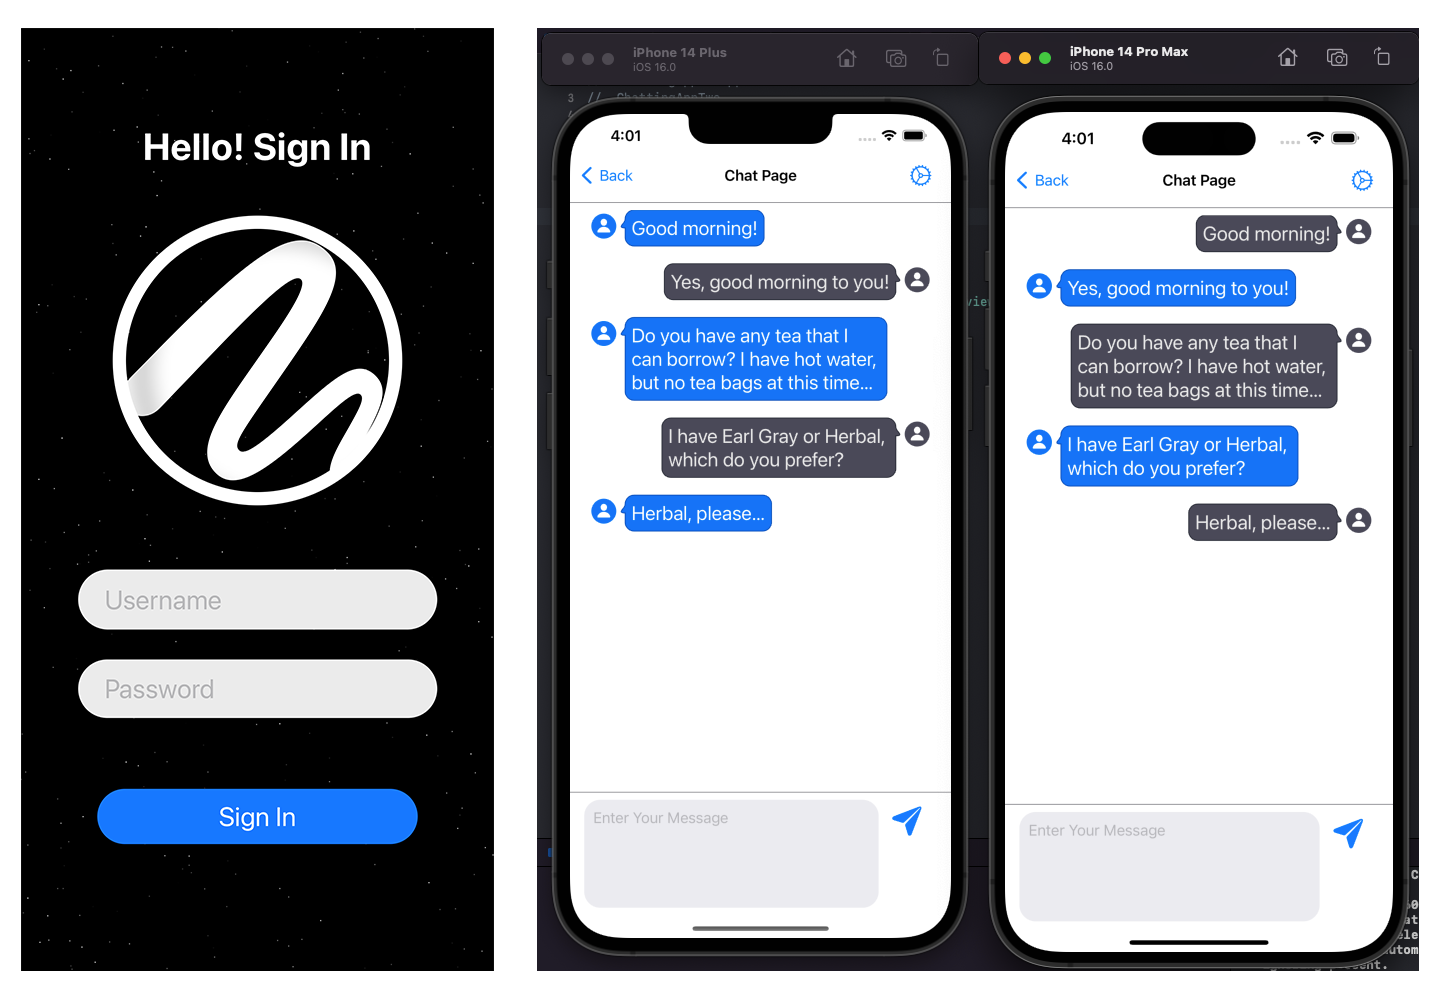 Hello! Sign In
Username
Password
Sign In
iPhone 14 Plus
iOS 16.0
3 //
4:01
Back
Chat Page
Good morning!
Yes, good morning to you!
Do you have any tea that I
can borrow? I have hot water,
but no tea bags at this time...
I have Earl Gray or Herbal,
which do you prefer?
Herbal, please...
Enter Your Message
iPhone 14 Pro Max
iOS 16.0
4:01
Back
Chat Page
Good morning!
Yes, good morning to you!
Do you have any tea that I
can borrow? I have hot water,
but no tea bags at this time...
I have Earl Gray or Herbal,
which do you prefer?
Herbal, please...
Enter Your Message